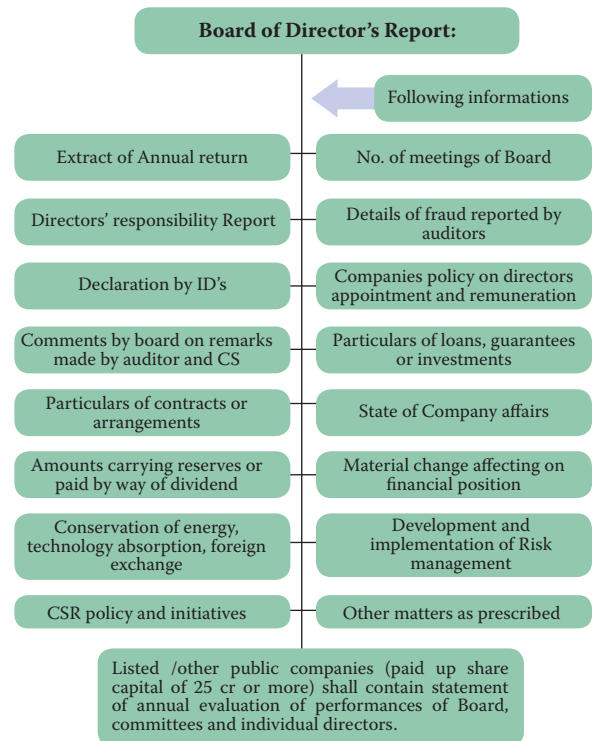 Board of Director's Report:
Following informations
Extract of Annual return
No. of meetings of Board
Directors' responsibility Report
Details of fraud reported by
auditors
Declaration by ID's
Companies policy on directors
appointment and remuneration
Comments by board on remarks
made by auditor and CS
Particulars of loans, guarantees
or investments
Particulars of contracts or
arrangements
State of Company affairs
Amounts carrying reserves or
paid by way of dividend
Material change affecting on
financial position
Conservation of energy,
technology absorption, foreign
exchange
Development and
implementation of Risk
management
CSR policy and initiatives
Other matters as prescribed
Listed /other public companies (paid up share
capital of 25 cr or more) shall contain statement
of annual evaluation of performances of Board,
committees and individual directors.